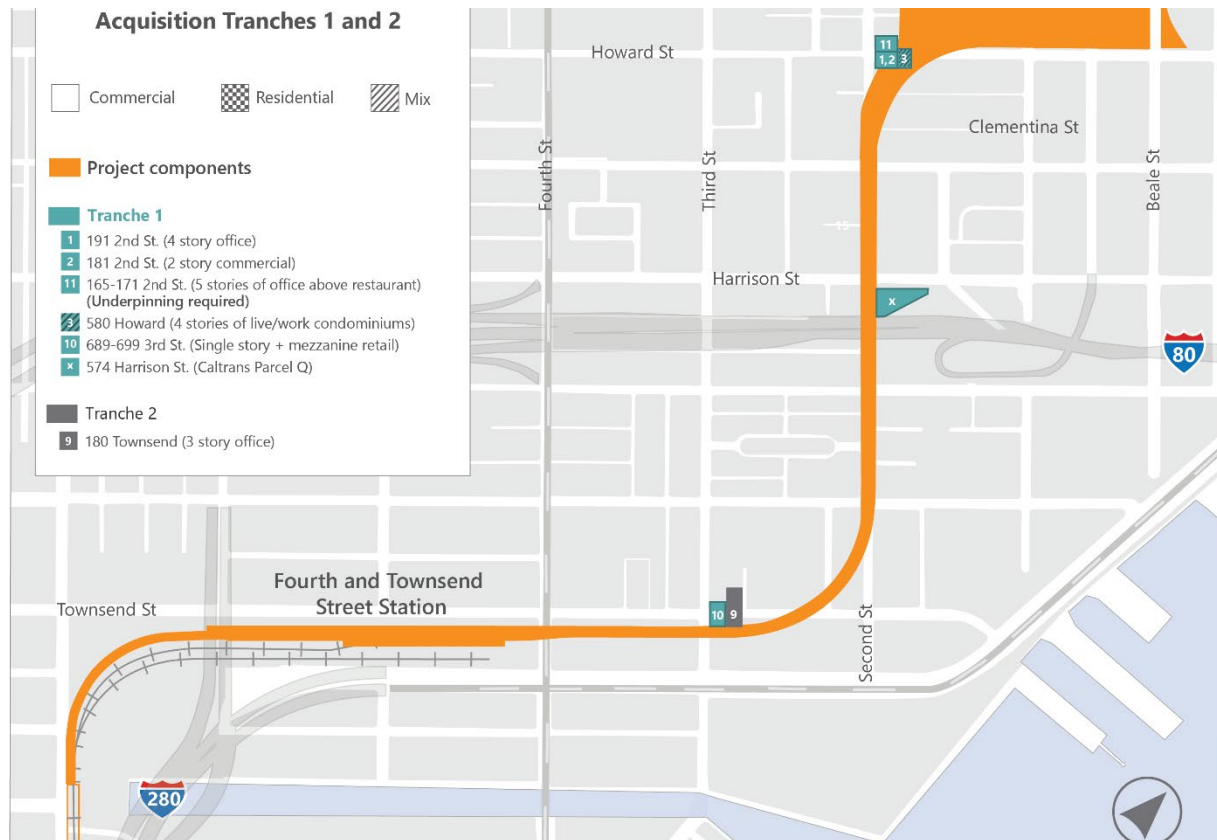 Acquisition Tranches 1 and 2
Commercial
Residential
Mix
Project components
Tranche 1
1 191 2nd St. (4 story office)
2 181 2nd St. (2 story commercial)
11 165-171 2nd St. (5 stories of office above restaurant)
(Underpinning required)
3 580 Howard (4 stories of live/work condominiums)
10 689-699 3rd St. (Single story + mezzanine retail)
x 574 Harrison St. (Caltrans Parcel Q)
Tranche 2
9 180 Townsend (3 story office)
Howard St
11
1,2
3
Clementina St
Fourth St
Third St
Beale St
15
Harrison St
x
80
Fourth and Townsend
Street Station
Townsend St
10
9
Second St
280